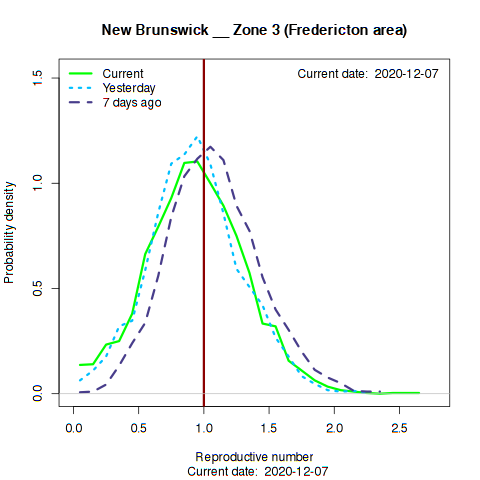 New Brunswick __ Zone 3 (Fredericton area)
Current
Yesterday
7 days ago
Current date: 2020-12-07
Probability density
1.5
1.0
0.5
0.0
0.0 0.5 1.0 1.5 2.0 2.5
Reproductive number
Current date: 2020-12-07